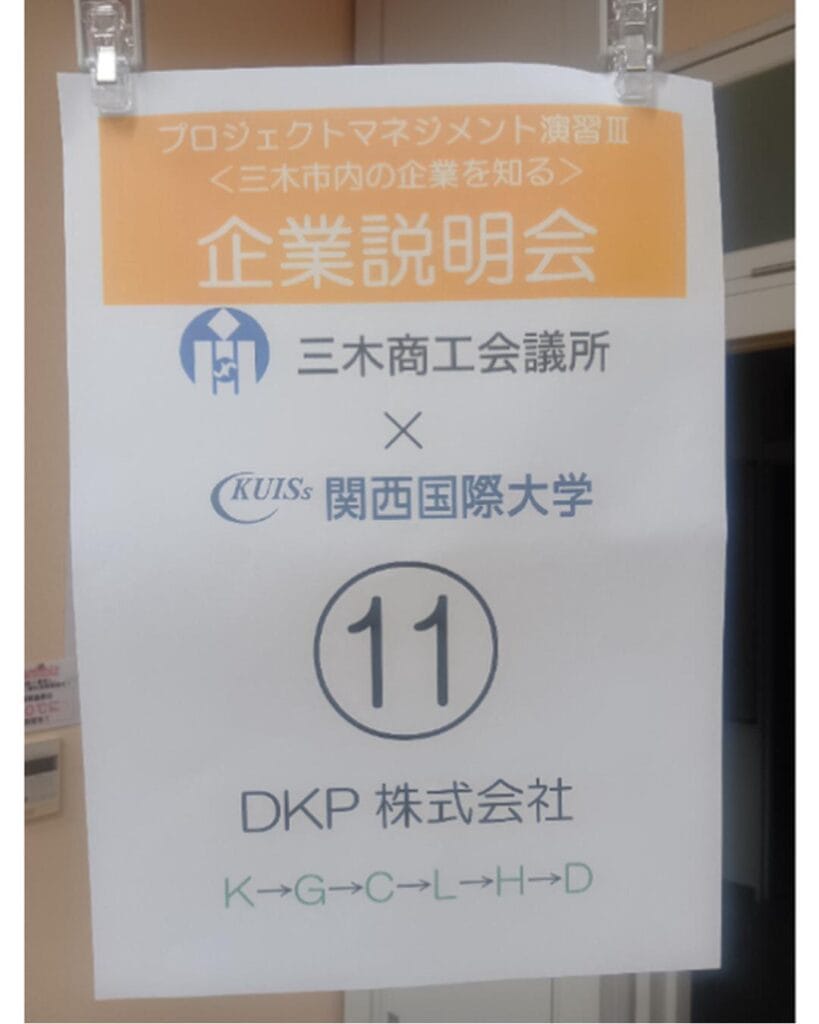 プロジェクトマネジメント演習Ⅲ
＜三木市内の企業を知る＞
企業説明会
三木商工会議所
×
KUISs 関西国際大学
⑪
DKP 株式会社
K→G→C→L→H→D